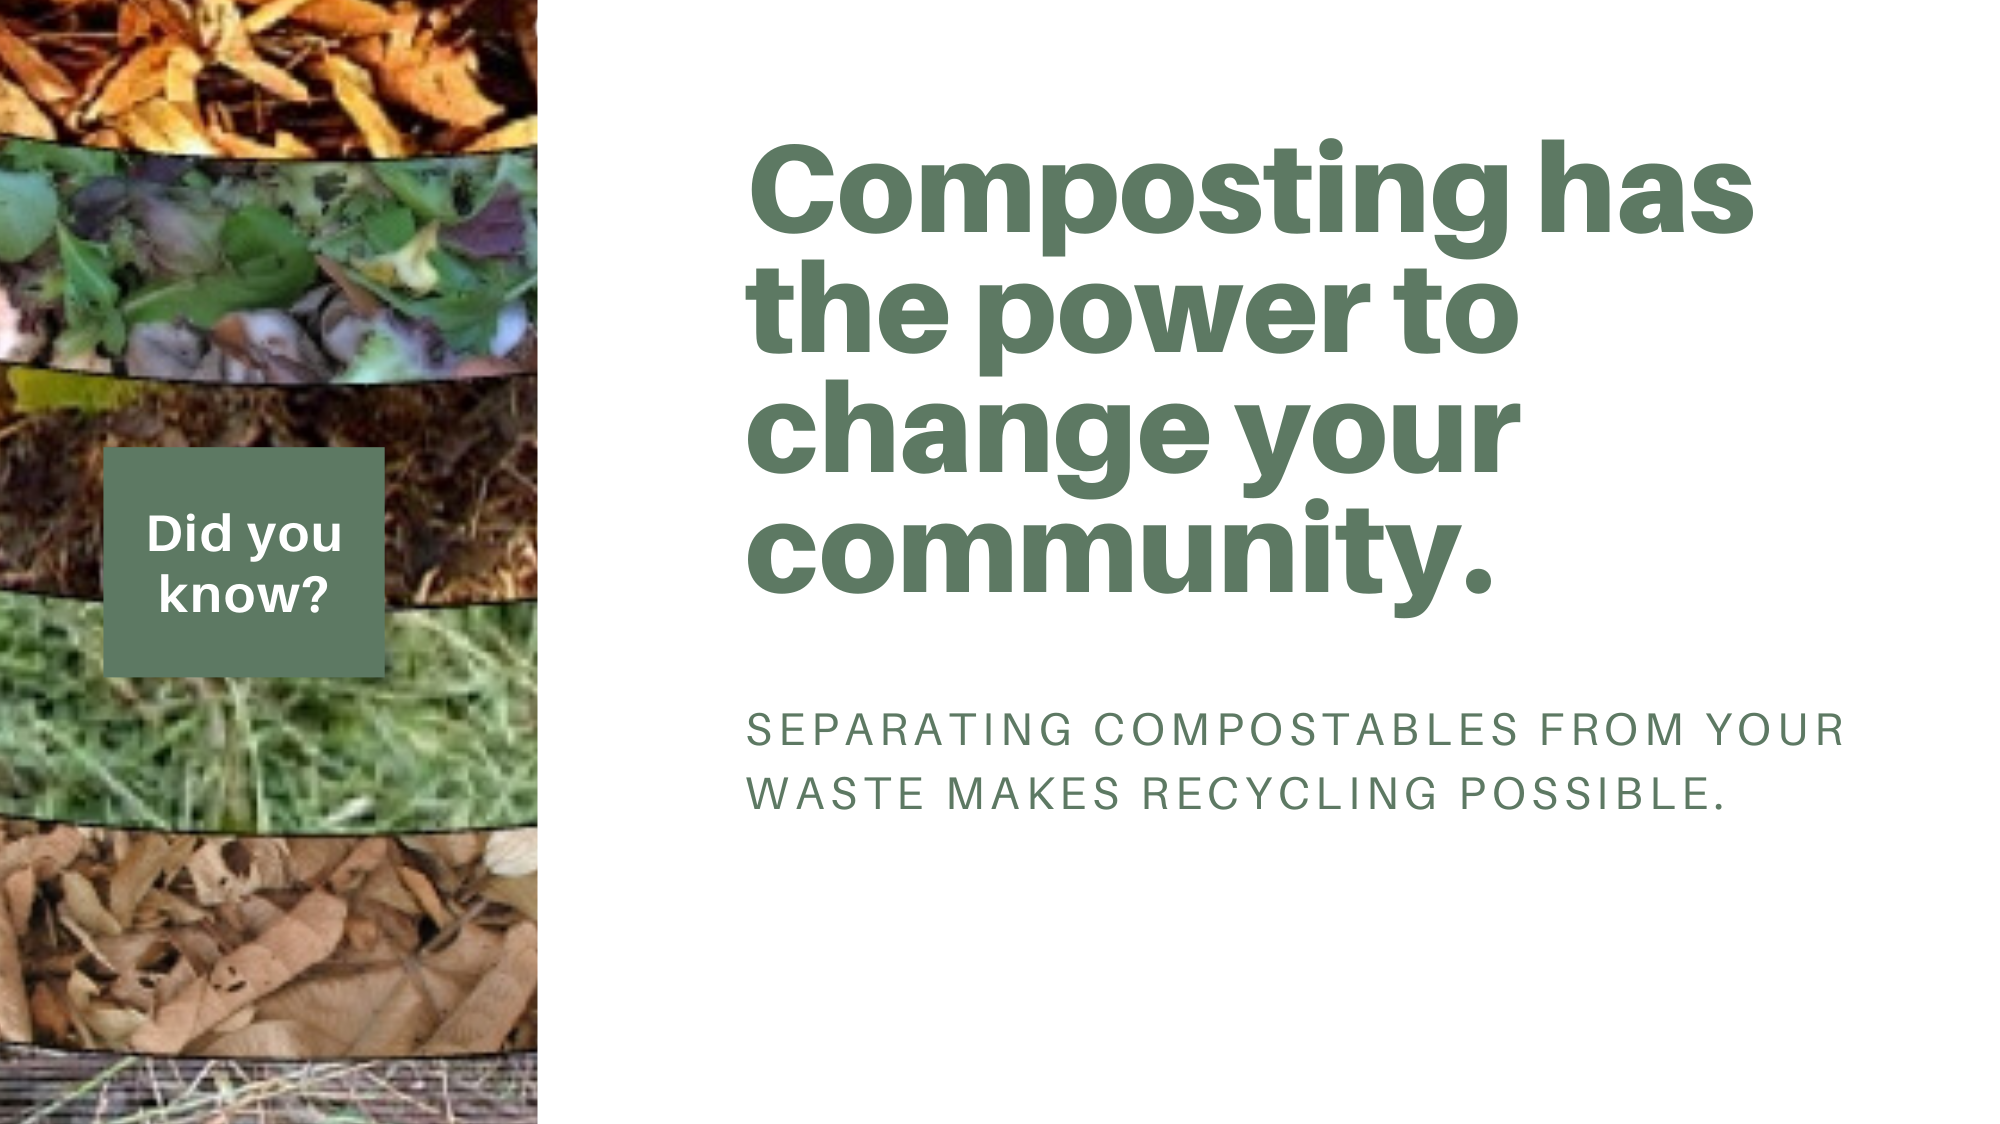 Did you
know?
Composting has
the power to
change your
community.
SEPARATING COMPOSTABLES FROM YOUR
WASTE MAKES RECYCLING POSSIBLE.